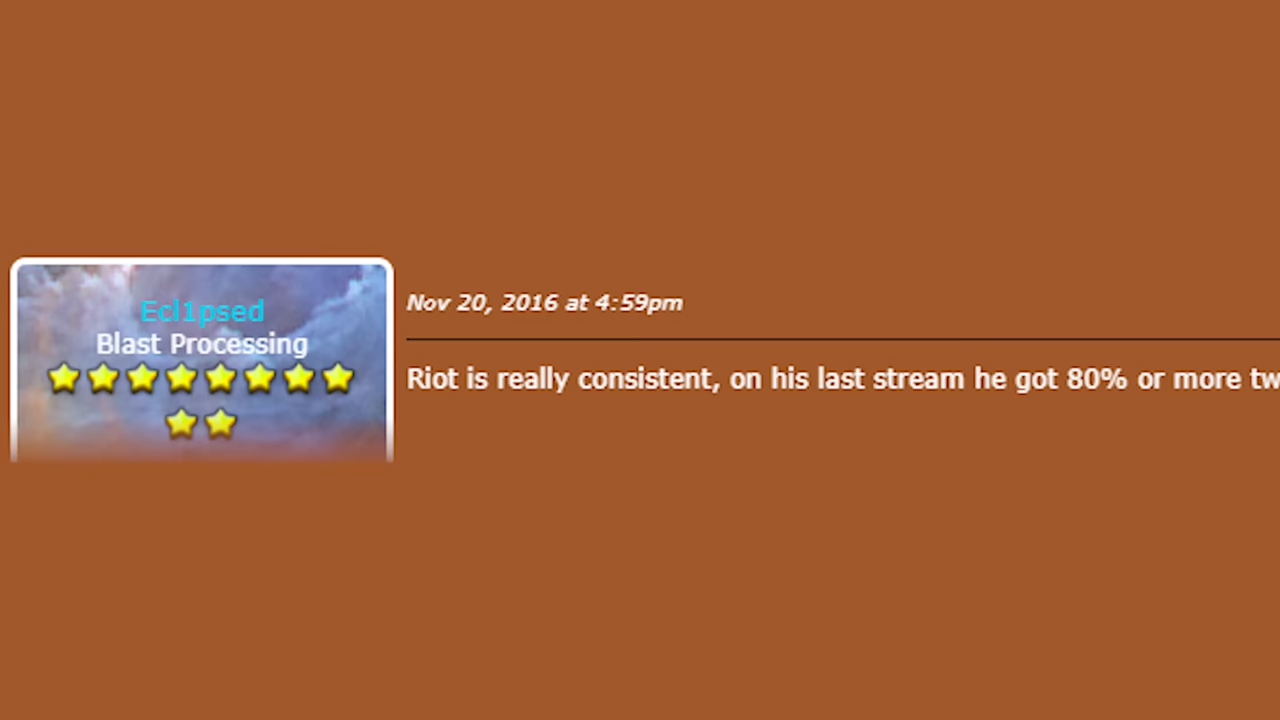 Ecl1psed
Blast Processing
Nov 20, 2016 at 4:59pm
Riot is really consistent, on his last stream he got 80% or more